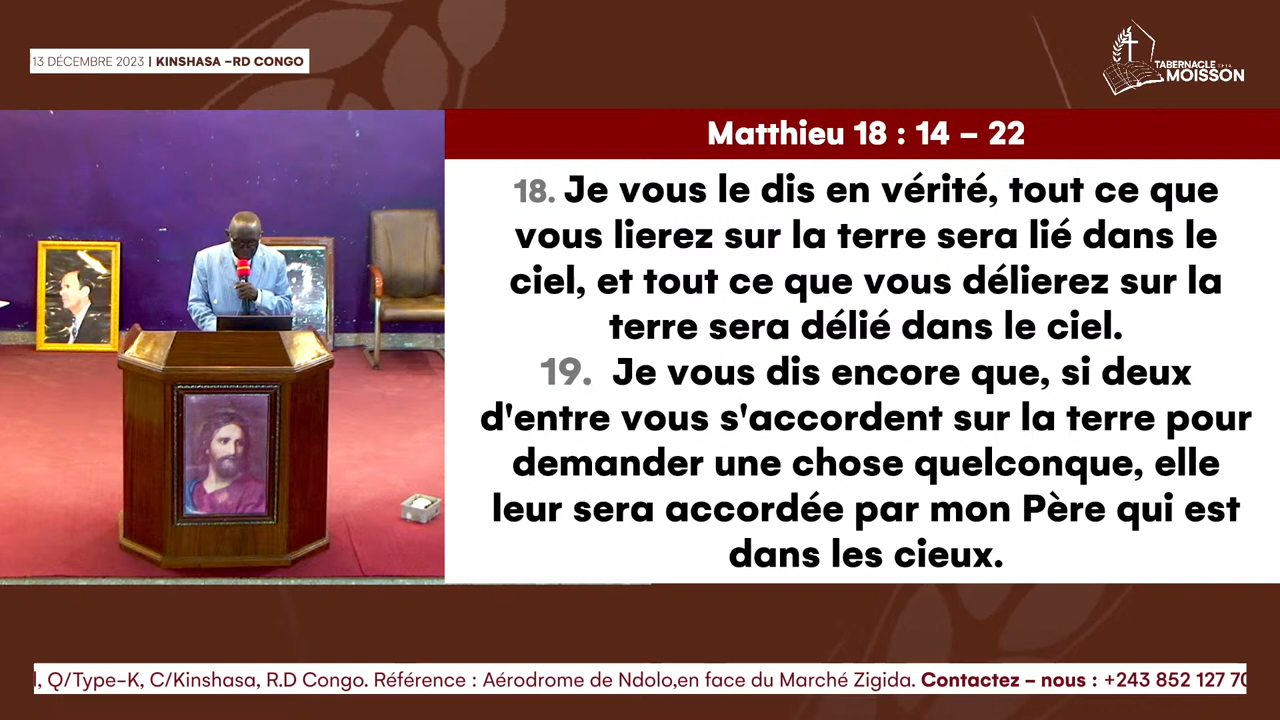 13 DÉCEMBRE 2023 | KINSHASA –RD CONGO
TABERNACLE
MOISSON
Matthieu 18 : 14 – 22
18. Je vous le dis en vérité, tout ce que
vous lierez sur la terre sera lié dans le
ciel, et tout ce que vous délierez sur la
terre sera délié dans le ciel.
19. Je vous dis encore que, si deux
d'entre vous s'accordent sur la terre pour
demander une chose quelconque, elle
leur sera accordée par mon Père qui est
dans les cieux.
, Q/Type-K, C/Kinshasa, R.D Congo. Référence : Aérodrome de Ndolo,en face du Marché Zigida. Contactez – nous : +243 852 127 70